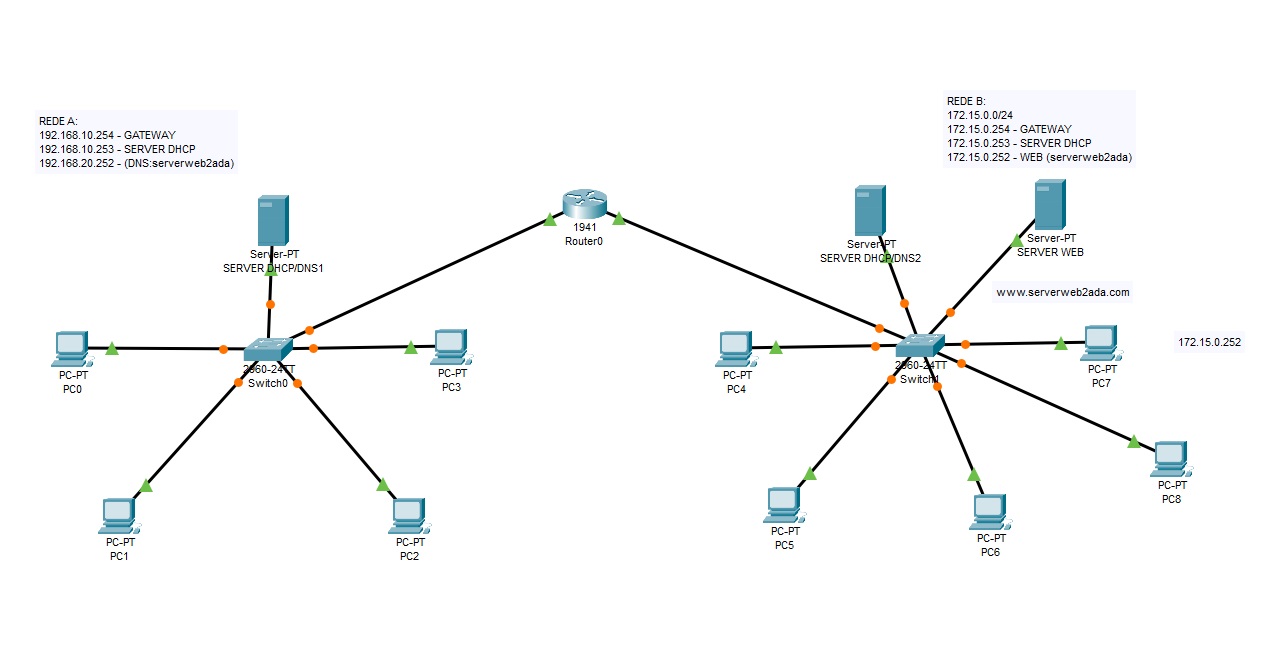 REDE A:
192.168.10.254 - GATEWAY
192.168.10.253 - SERVER DHCP
192.168.20.252 - (DNS:serverweb2ada)
REDE B:
172.15.0.0/24
172.15.0.254 - GATEWAY
172.15.0.253 - SERVER DHCP
172.15.0.252 - WEB (serverweb2ada)
Server-PT
SERVER DHCP/DNS1
1941
Router0
Server-PT
SERVER DHCP/DNS2
Server-PT
SERVER WEB
www.serverweb2ada.com
172.15.0.252
PC-PT
PC0
2960-24TT
Switch0
PC-PT
PC3
PC-PT
PC4
2960-24TT
Switch1
PC-PT
PC7
PC-PT
PC8
PC-PT
PC1
PC-PT
PC2
PC-PT
PC5
PC-PT
PC6